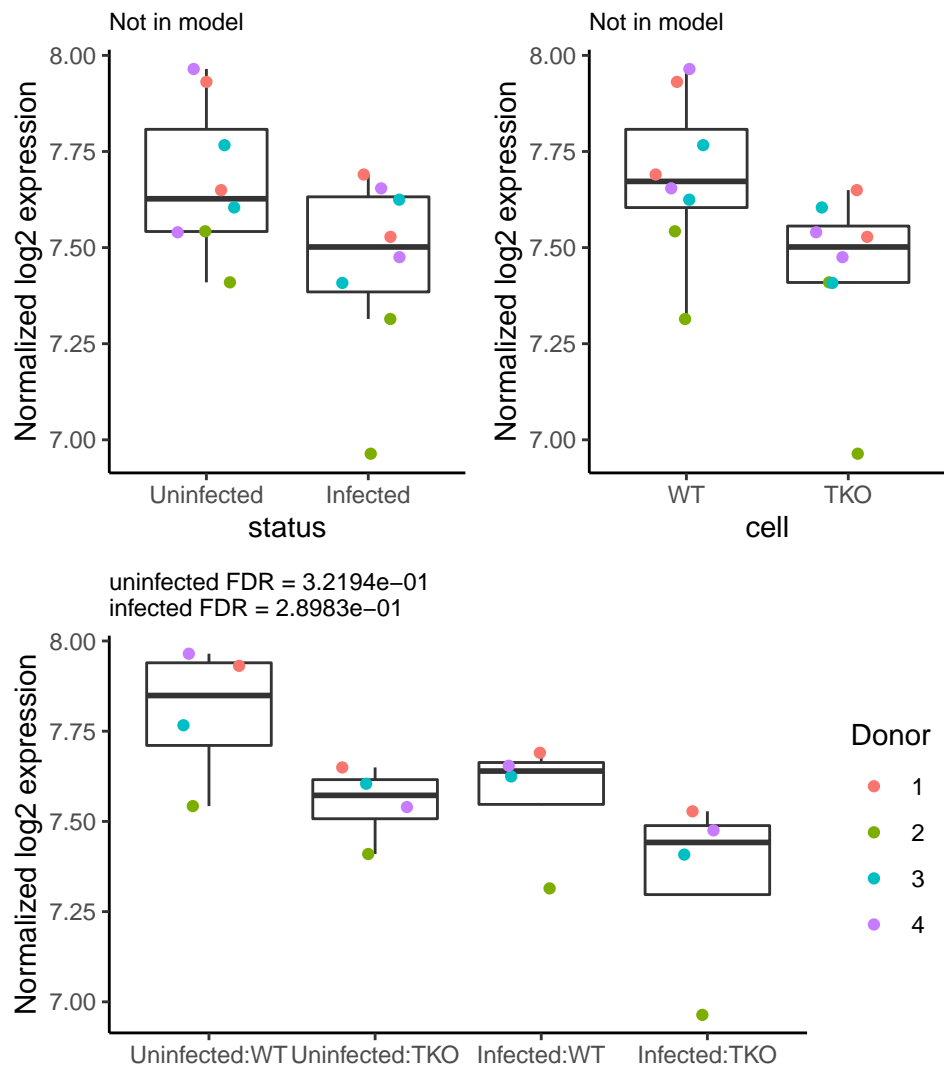 Not in model
Normalized log2 expression
8.00
7.75
7.50
7.25
7.00
Uninfected Infected
status
Not in model
Normalized log2 expression
8.00
7.75
7.50
7.25
7.00
WT TKO
cell
uninfected FDR = 3.2194e−01
infected FDR = 2.8983e−01
Normalized log2 expression
8.00
7.75
7.50
7.25
7.00
Uninfected:WT Uninfected:TKO Infected:WT Infected:TKO
Donor
1
2
3
4